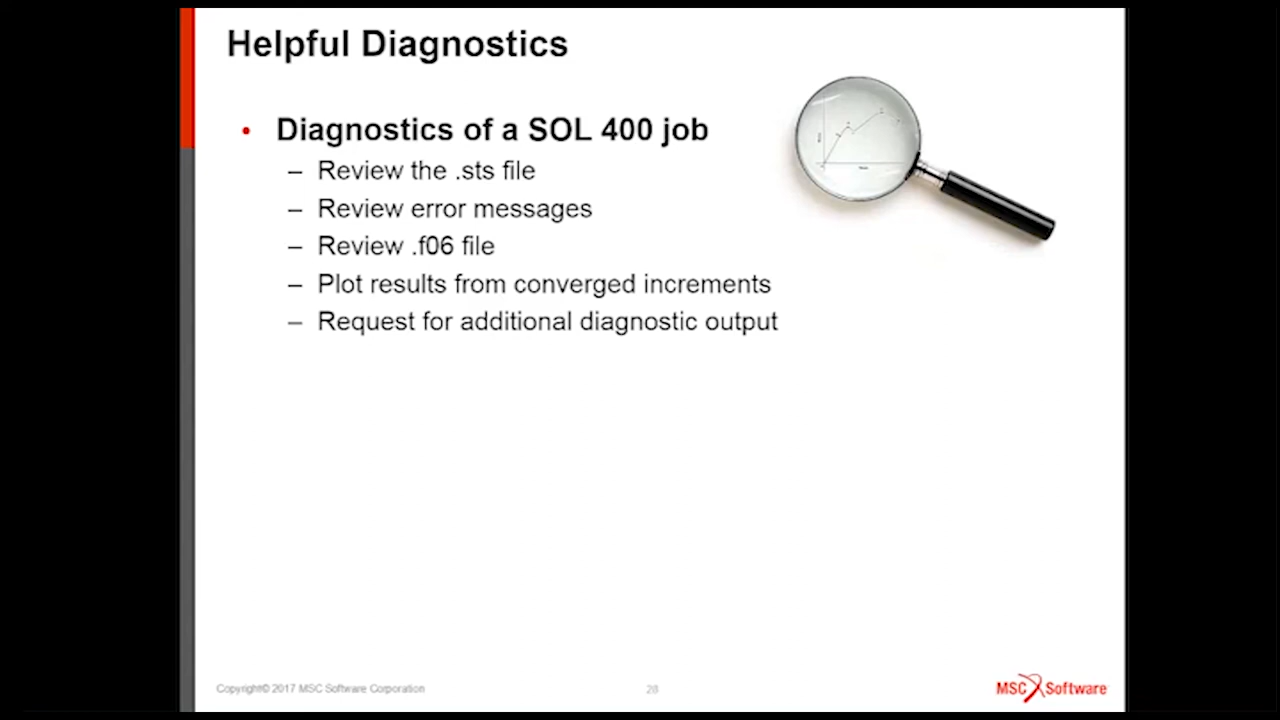 Helpful Diagnostics
• Diagnostics of a SOL 400 job
– Review the .sts file
– Review error messages
– Review .f06 file
– Plot results from converged increments
– Request for additional diagnostic output
Copyright© 2017 MSC Software Corporation
28
MSC Software